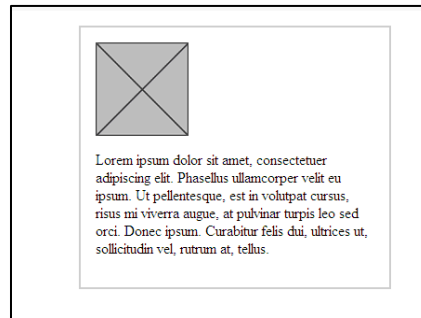 Lorem ipsum dolor sit amet, consectetuer
adipiscing elit. Phasellus ullamcorper velit eu
ipsum. Ut pellentesque, est in volutpat cursus,
risus mi viverra augue, at pulvinar turpis leo sed
orci. Donec ipsum. Curabitur felis dui, ultrices ut,
sollicitudin vel, rutrum at, tellus.